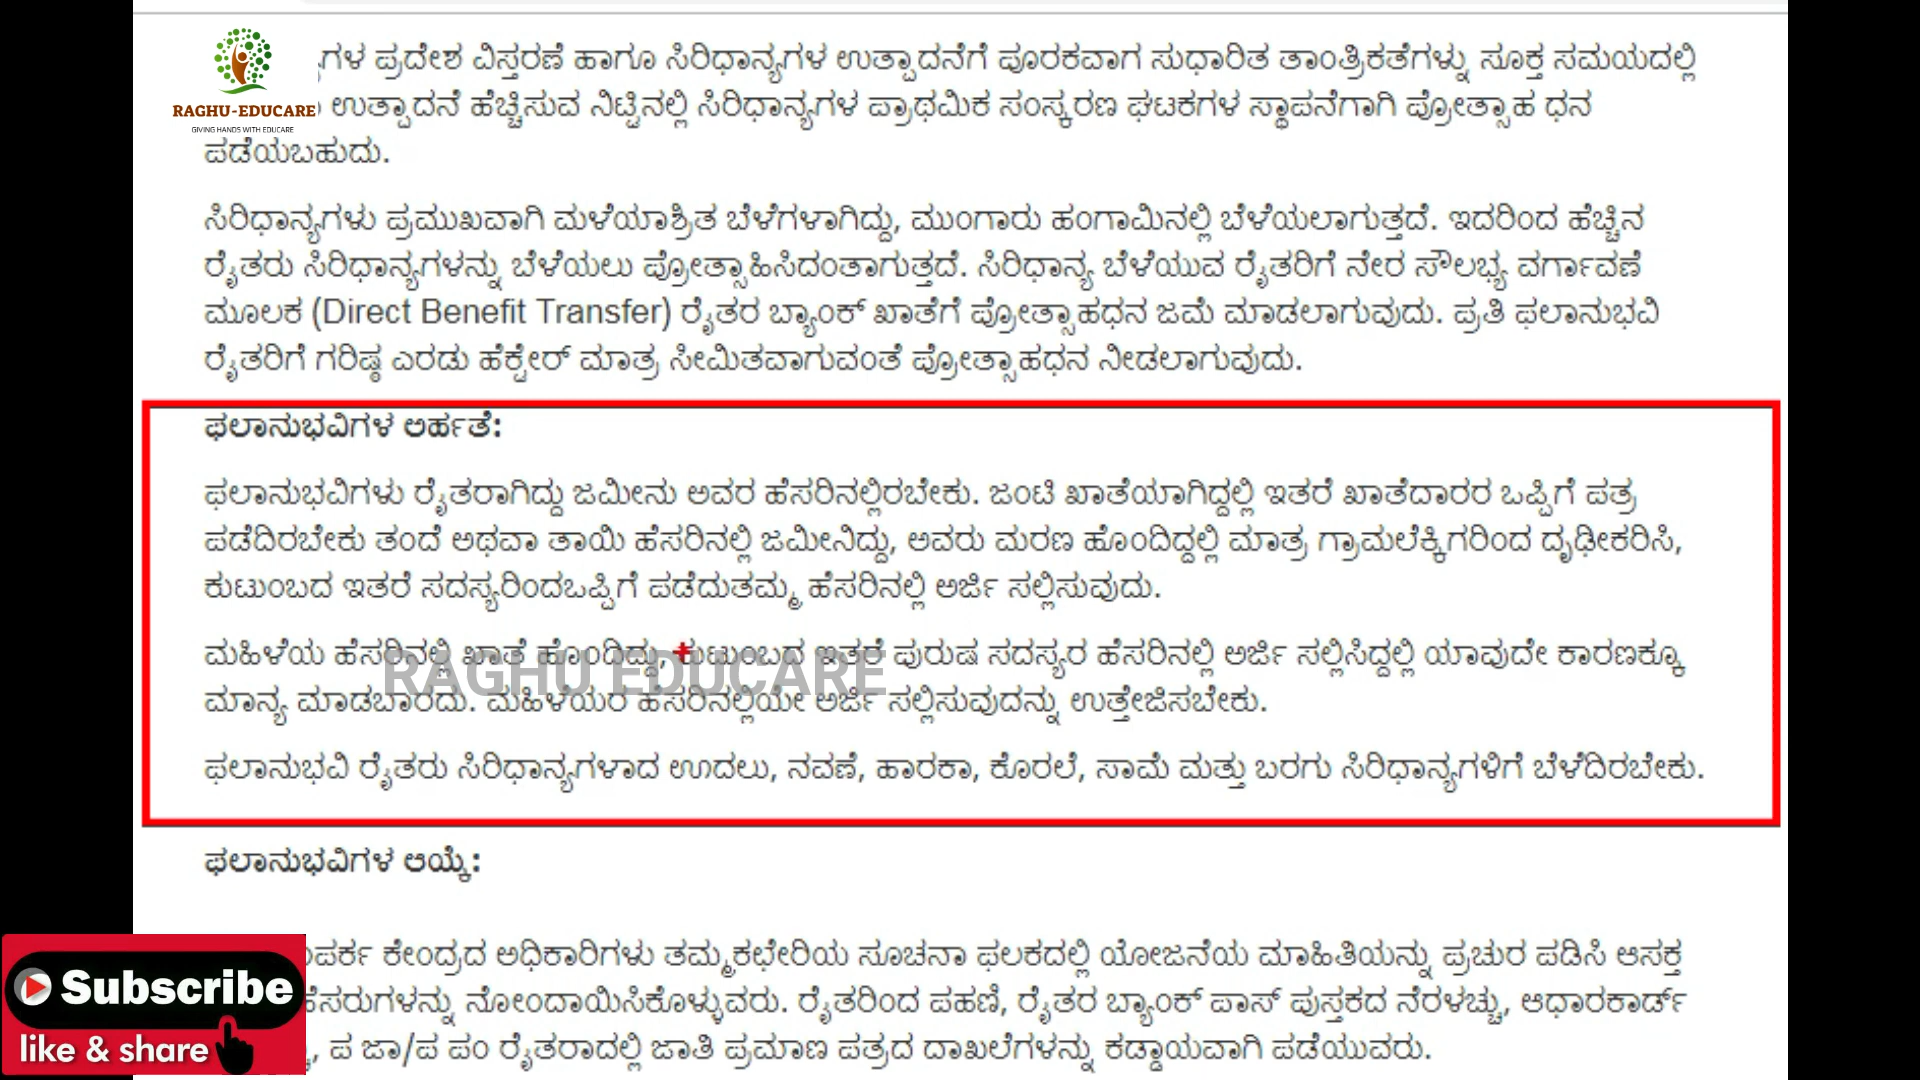 ಗಳ ಪ್ರದೇಶ ವಿಸ್ತರಣೆ ಹಾಗೂ ಸಿರಿಧಾನ್ಯಗಳ ಉತ್ಪಾದನೆಗೆ ಪೂರಕವಾಗ ಸುಧಾರಿತ ತಾಂತ್ರಿಕತೆಗಳ್ನು ಸೂಕ್ತ ಸಮಯದಲ್ಲಿ
RAGHU-EDUCARE
GIVING HANDS WITH EDUCARE
ಉತ್ಪಾದನೆ ಹೆಚ್ಚಿಸುವ ನಿಟ್ಟಿನಲ್ಲಿ ಸಿರಿಧಾನ್ಯಗಳ ಪ್ರಾಥಮಿಕ ಸಂಸ್ಕರಣ ಘಟಕಗಳ ಸ್ಥಾಪನೆಗಾಗಿ ಪ್ರೋತ್ಸಾಹ ಧನ
ಪಡೆಯಬಹುದು.
ಸಿರಿಧಾನ್ಯಗಳು ಪ್ರಮುಖವಾಗಿ ಮಳೆಯಾಶ್ರಿತ ಬೆಳೆಗಳಾಗಿದ್ದು, ಮುಂಗಾರು ಹಂಗಾಮಿನಲ್ಲಿ ಬೆಳೆಯಲಾಗುತ್ತದೆ. ಇದರಿಂದ ಹೆಚ್ಚಿನ
ರೈತರು ಸಿರಿಧಾನ್ಯಗಳನ್ನು ಬೆಳೆಯಲು ಪ್ರೋತ್ಸಾಹಿಸಿದಂತಾಗುತ್ತದೆ. ಸಿರಿಧಾನ್ಯ ಬೆಳೆಯುವ ರೈತರಿಗೆ ನೇರ ಸೌಲಭ್ಯ ವರ್ಗಾವಣೆ
ಮೂಲಕ (Direct Benefit Transfer) ರೈತರ ಬ್ಯಾಂಕ್ ಖಾತೆಗೆ ಪ್ರೋತ್ಸಾಹಧನ ಜಮೆ ಮಾಡಲಾಗುವುದು. ಪ್ರತಿ ಫಲಾನುಭವಿ
ರೈತರಿಗೆ ಗರಿಷ್ಠ ಎರಡು ಹೆಕ್ಟೇರ್ ಮಾತ್ರ ಸೀಮಿತವಾಗುವಂತೆ ಪ್ರೋತ್ಸಾಹಧನ ನೀಡಲಾಗುವುದು.
ಫಲಾನುಭವಿಗಳ ಅರ್ಹತೆ:
ಫಲಾನುಭವಿಗಳು ರೈತರಾಗಿದ್ದು ಜಮೀನು ಅವರ ಹೆಸರಿನಲ್ಲಿರಬೇಕು. ಜಂಟಿ ಖಾತೆಯಾಗಿದ್ದಲ್ಲಿ ಇತರೆ ಖಾತೆದಾರರ ಒಪ್ಪಿಗೆ ಪತ್ರ
ಪಡೆದಿರಬೇಕು ತಂದೆ ಅಥವಾ ತಾಯಿ ಹೆಸರಿನಲ್ಲಿ ಜಮೀನಿದ್ದು, ಅವರು ಮರಣ ಹೊಂದಿದ್ದಲ್ಲಿ ಮಾತ್ರ ಗ್ರಾಮಲೆಕ್ಕಿಗರಿಂದ ದೃಢೀಕರಿಸಿ,
ಕುಟುಂಬದ ಇತರೆ ಸದಸ್ಯರಿಂದಒಪ್ಪಿಗೆ ಪಡೆದುತಮ್ಮ ಹೆಸರಿನಲ್ಲಿ ಅರ್ಜಿ ಸಲ್ಲಿಸುವುದು.
ಮಹಿಳೆಯ ಹೆಸರಿನಲ್ಲಿ ಖಾತೆ ಹೊಂದಿದ್ದು, ಕುಟುಂಬದ ಇತರೆ ಪುರುಷ ಸದಸ್ಯರ ಹೆಸರಿನಲ್ಲಿ ಅರ್ಜಿ ಸಲ್ಲಿಸಿದ್ದಲ್ಲಿ ಯಾವುದೇ ಕಾರಣಕ್ಕೂ
RAGHU EDUCARE
ಮಾನ್ಯ ಮಾಡಬಾರದು. ಮಹಿಳೆಯರ ಹೆಸರಿನಲ್ಲಿಯೇ ಅರ್ಜಿ ಸಲ್ಲಿಸುವುದನ್ನು ಉತ್ತೇಜಿಸಬೇಕು.
ಫಲಾನುಭವಿ ರೈತರು ಸಿರಿಧಾನ್ಯಗಳಾದ ಊದಲು, ನವಣೆ, ಹಾರಕಾ, ಕೊರಲೆ, ಸಾಮೆ ಮತ್ತು ಬರಗು ಸಿರಿಧಾನ್ಯಗಳಿಗೆ ಬೆಳೆದಿರಬೇಕು.
ಫಲಾನುಭವಿಗಳ ಆಯ್ಕೆ:
ಪರ್ಕ ಕೇಂದ್ರದ ಅಧಿಕಾರಿಗಳು ತಮ್ಮಕಛೇರಿಯ ಸೂಚನಾ ಫಲಕದಲ್ಲಿ ಯೋಜನೆಯ ಮಾಹಿತಿಯನ್ನು ಪ್ರಚುರ ಪಡಿಸಿ ಆಸಕ್ತ
ಹೆಸರುಗಳನ್ನು ನೋಂದಾಯಿಸಿಕೊಳ್ಳುವರು. ರೈತರಿಂದ ಪಹಣಿ, ರೈತರ ಬ್ಯಾಂಕ್ ಪಾಸ್ ಪುಸ್ತಕದ ನೆರಳಚ್ಚು, ಆಧಾರಕಾರ್ಡ್
, ಪ ಜಾ/ಪ ಪಂ ರೈತರಾದಲ್ಲಿ ಜಾತಿ ಪ್ರಮಾಣ ಪತ್ರದ ದಾಖಲೆಗಳನ್ನು ಕಡ್ಡಾಯವಾಗಿ ಪಡೆಯುವರು.
Subscribe
like & share